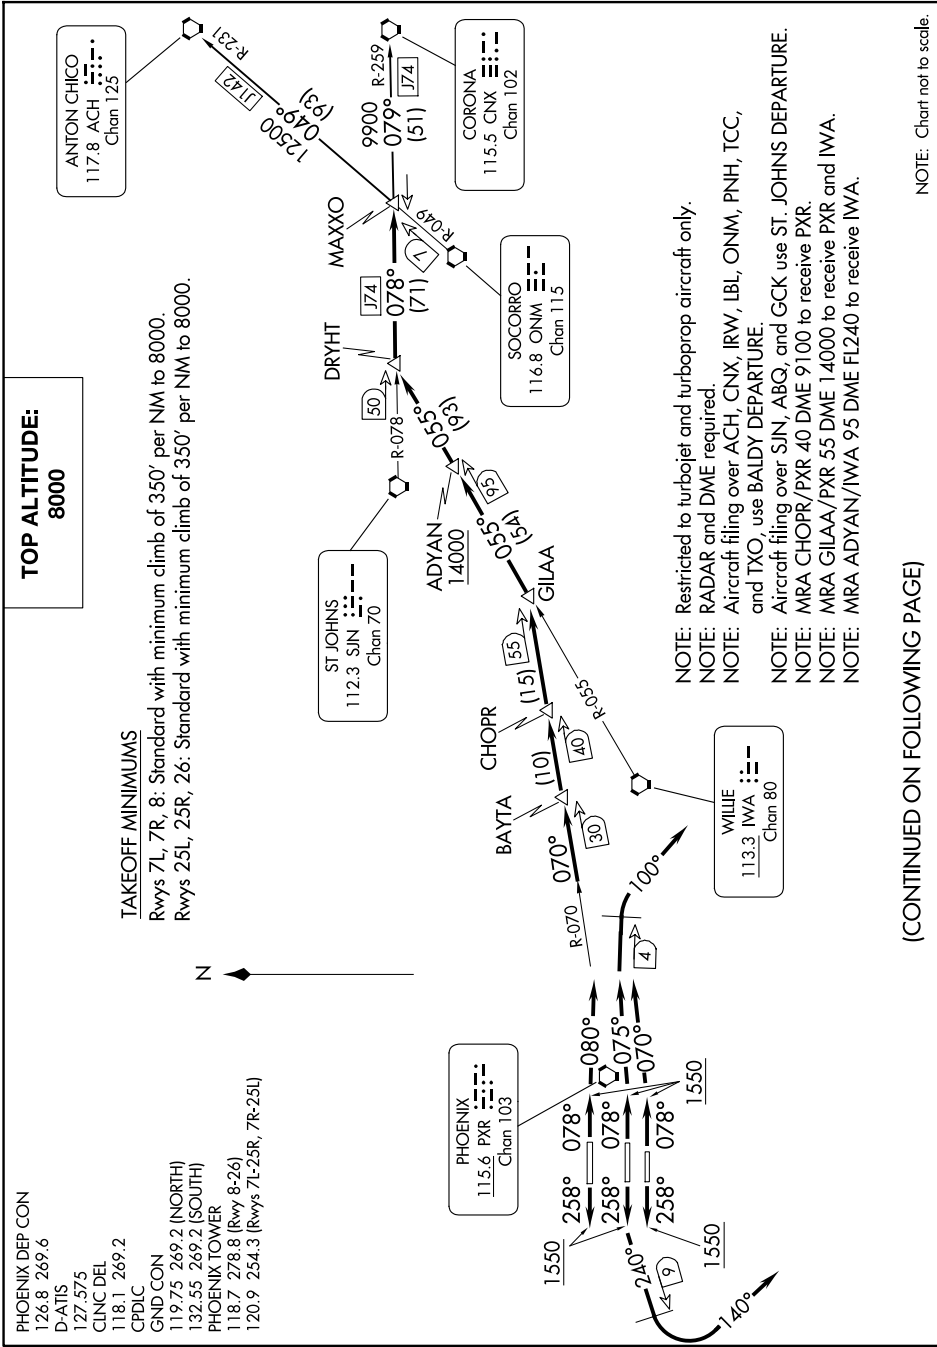 TOP ALTITUDE:
8000
PHOENIX DEP CON
126.8 269.6
D-ATIS
127.575
CLNC DEL
118.1 269.2
CPDLC
GND CON
119.75 269.2 (NORTH)
132.55 269.2 (SOUTH)
PHOENIX TOWER
118.7 278.8 (Rwy 8-26)
120.9 254.3 (Rwys 7L-25R, 7R-25L)
TAKEOFF MINIMUMS
Rwys 7L, 7R, 8: Standard with minimum climb of 350' per NM to 8000.
Rwys 25L, 25R, 26: Standard with minimum climb of 350' per NM to 8000.
N
ANTON CHICO
117.8 ACH
Chan 125
R-231
J142
12500
049°
(93)
CORONA
115.5 CNX
Chan 102
R-259
J74
9900
079°
(51)
MAXXO
7
R-049
SOCORRO
116.8 ONM
Chan 115
J74
078°
(71)
DRYHT
50
R-078
ST JOHNS
112.3 SJN
Chan 70
055°
(93)
ADYAN
14000
95
055°
(54)
GILAA
55
(15)
R-055
CHOPR
40
(10)
BAYTA
30
070°
R-070
WILLIE
113.3 IWA
Chan 80
100°
4
PHOENIX
115.6 PXR
Chan 103
080°
075°
070°
1550
258° 078°
258° 078°
258° 078°
1550
1550
240°
9
140°
NOTE: Restricted to turbojet and turboprop aircraft only.
NOTE: RADAR and DME required.
NOTE: Aircraft filing over ACH, CNX, IRW, LBL, ONM, PNH, TCC,
and TXO, use BALDY DEPARTURE.
NOTE: Aircraft filing over SJN, ABQ, and GCK use ST. JOHNS DEPARTURE.
NOTE: MRA CHOPR/PXR 40 DME 9100 to receive PXR.
NOTE: MRA GILAA/PXR 55 DME 14000 to receive PXR and IWA.
NOTE: MRA ADYAN/IWA 95 DME FL240 to receive IWA.
(CONTINUED ON FOLLOWING PAGE)
NOTE: Chart not to scale.